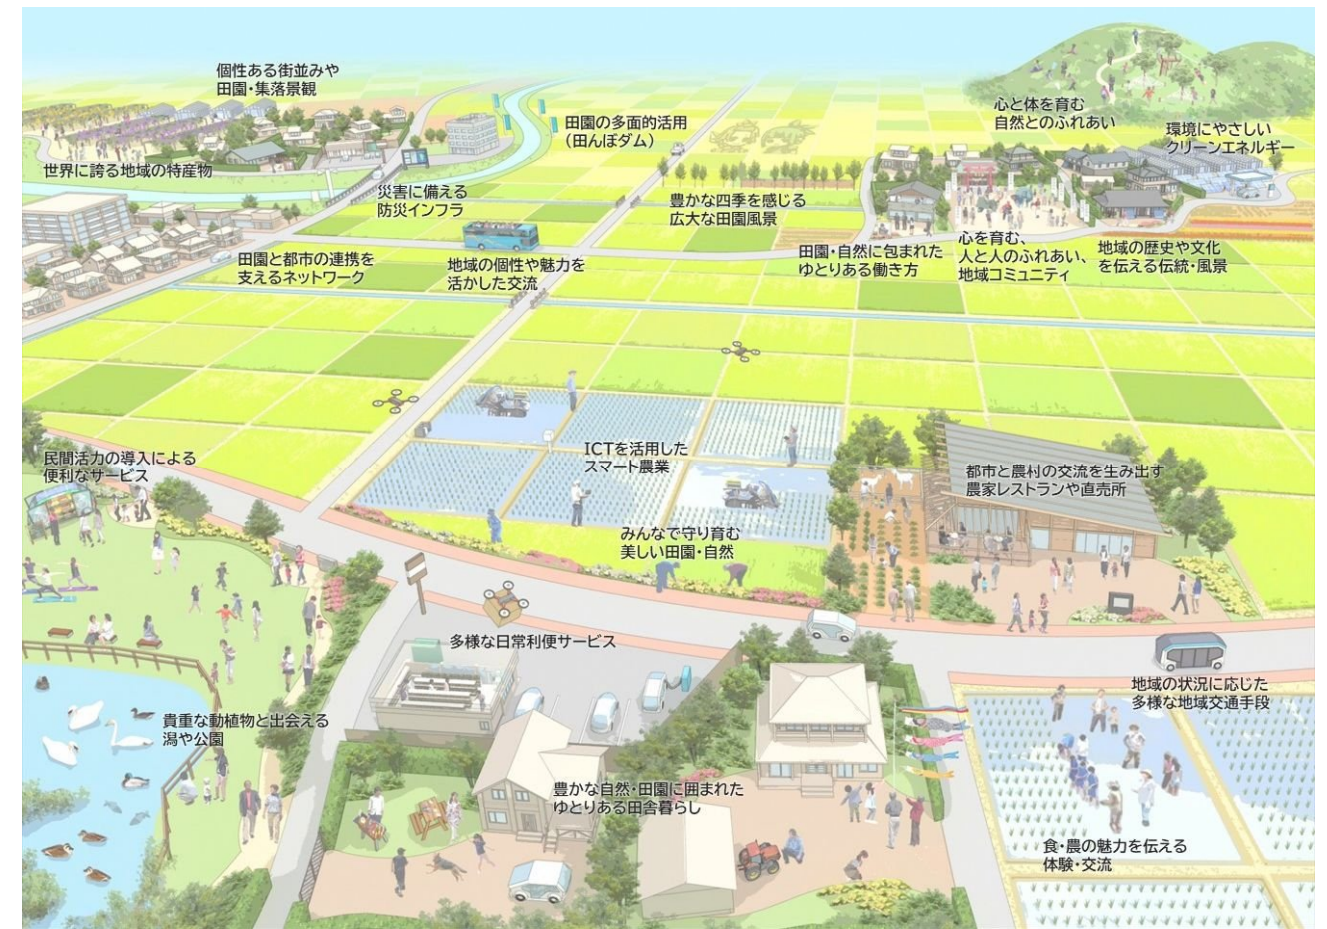 個性ある街並みや
田園・集落景観
世界に誇る地域の特産物
災害に備える
防災インフラ
田園の多面的活用
（田んぼダム）
心と体を育む
自然とのふれあい
環境にやさしい
クリーンエネルギー
豊かな四季を感じる
広大な田園風景
田園と都市の連携を
支えるネットワーク
地域の個性や魅力を
活かした交流
田園・自然に包まれた
ゆとりある働き方
心を育む、
人と人のふれあい、
地域コミュニティ
地域の歴史や文化
を伝える伝統・風景
民間活力の導入による
便利なサービス
ICTを活用した
スマート農業
都市と農村の交流を生み出す
農家レストランや直売所
みんなで守り育む
美しい田園・自然
多様な日常利便サービス
地域の状況に応じた
多様な地域交通手段
貴重な動植物と出会える
潟や公園
豊かな自然・田園に囲まれた
ゆとりある田舎暮らし
食・農の魅力を伝える
体験・交流